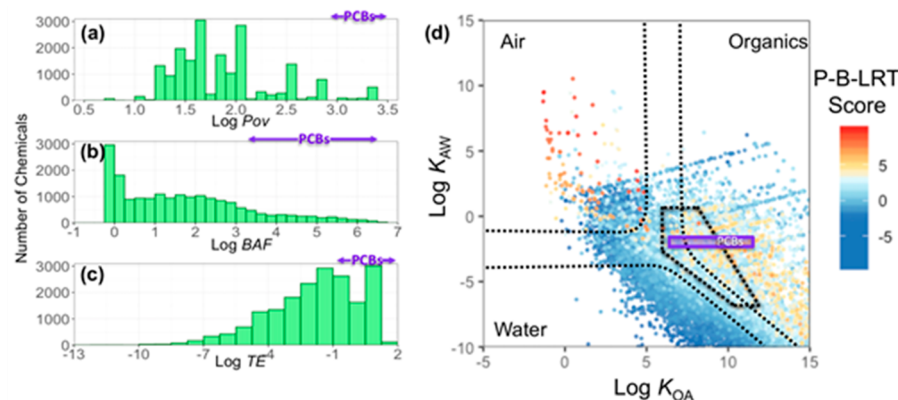 PCBs
(a)
3000
2000
1000
0
0.5 1.0 1.5 2.0 2.5 3.0 3.5
Log Pov
PCBs
(b)
3000
2000
1000
0
-1 0 1 2 3 4 5 6 7
Log BAF
PCBs
(c)
3000
2000
1000
0
-13 -10 -7 -4 -1 2
Log TE
Number of Chemicals
(d)
Air
Organics
Water
PCBs
15
10
5
0
-5
-10
-5 0 5 10 15
Log KAW
Log KOA
P-B-LRT
Score
5
0
-5